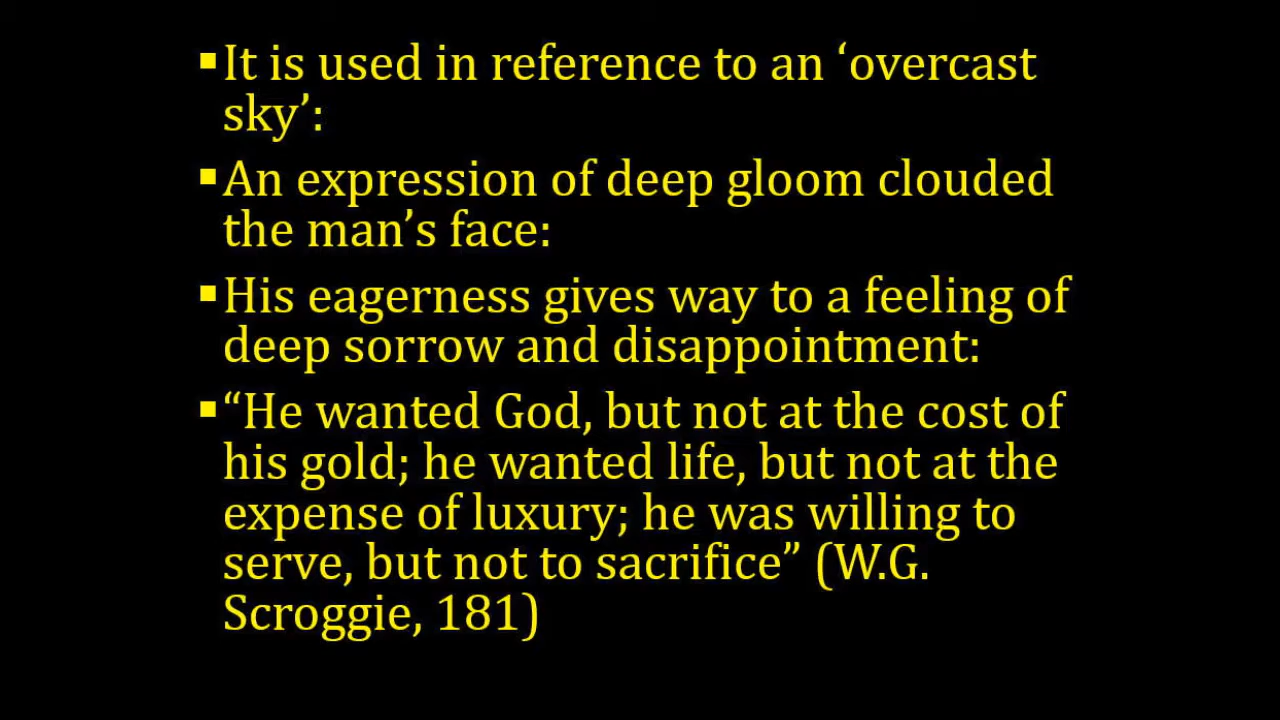 ▪It is used in reference to an ‘overcast
sky’:
▪An expression of deep gloom clouded
the man’s face:
▪His eagerness gives way to a feeling of
deep sorrow and disappointment:
▪“He wanted God, but not at the cost of
his gold; he wanted life, but not at the
expense of luxury; he was willing to
serve, but not to sacrifice” (W.G.
Scroggie, 181)